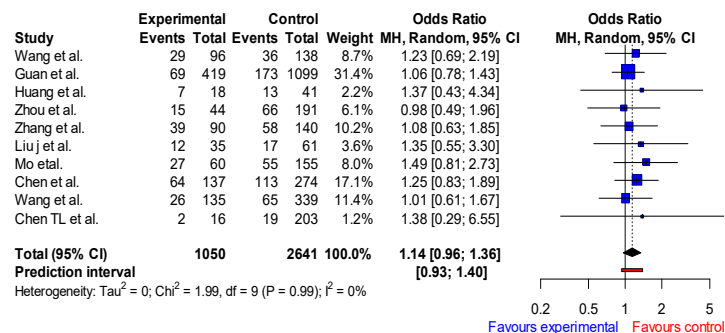 Experimental Control Odds Ratio Odds Ratio
Study Events Total Events Total Weight MH, Random, 95% CI MH, Random, 95% CI
Wang et al. 29 96 36 138 8.7% 1.23 [0.69; 2.19]
Guan et al. 69 419 173 1099 31.4% 1.06 [0.78; 1.43]
Huang et al. 7 18 13 41 2.4% 1.37 [0.43; 4.34]
Zhou et al. 15 44 66 191 6.0% 0.98 [0.49; 1.96]
Zhang et al. 39 90 58 140 10.2% 1.08 [0.63; 1.85]
Liu j et al. 12 35 17 61 3.6% 1.35 [0.55; 3.30]
Mo etal. 27 60 55 155 8.0% 1.49 [0.81; 2.73]
Chen et al. 64 137 113 274 17.1% 1.25 [0.83; 1.89]
Wang et al. 26 135 65 339 11.4% 1.01 [0.61; 1.67]
Chen TL et al. 2 16 19 203 1.2% 1.38 [0.29; 6.55]
Total (95% CI) 1050 2641 100.0% 1.14 [0.96; 1.36]
Prediction interval [0.93; 1.40]
Heterogeneity: Tau² = 0; Chi² = 1.99, df = 9 (P = 0.99); I² = 0%
0.2 0.5 1 2 5
Favours experimental Favours control